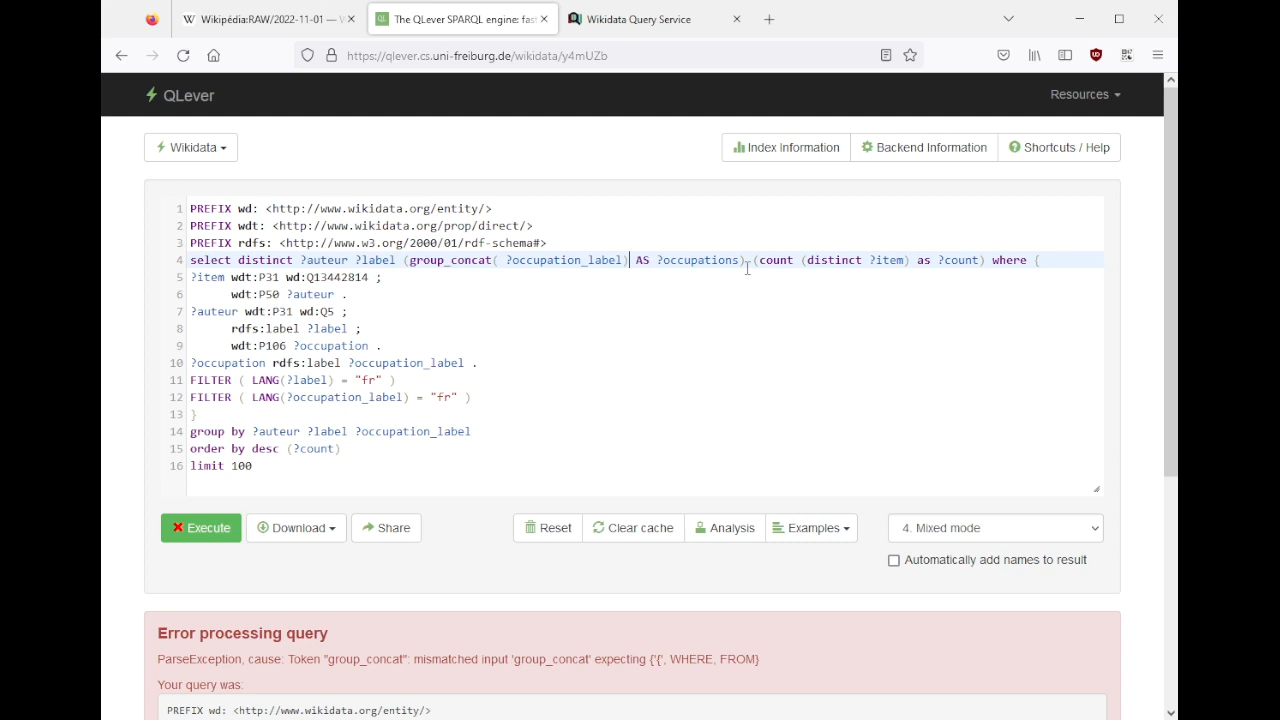 Wikipédia:RAW/2022-11-01 — W
The QLever SPARQL engine: fast
Wikidata Query Service
https://qlever.cs.uni-freiburg.de/wikidata/y4mUZb
QLever
Resources
Wikidata
Index Information
Backend Information
Shortcuts / Help
1 PREFIX wd: <http://www.wikidata.org/entity/>
2 PREFIX wdt: <http://www.wikidata.org/prop/direct/>
3 PREFIX rdfs: <http://www.w3.org/2000/01/rdf-schema#>
4 select distinct ?auteur ?label (group_concat( ?occupation_label) AS ?occupations) (count (distinct ?item) as ?count) where {
5 ?item wdt:P31 wd:Q13442814 ;
6 wdt:P50 ?auteur .
7 ?auteur wdt:P31 wd:Q5 ;
8 rdfs:label ?label ;
9 wdt:P106 ?occupation .
10 ?occupation rdfs:label ?occupation_label .
11 FILTER ( LANG(?label) = "fr" )
12 FILTER ( LANG(?occupation_label) = "fr" )
13 }
14 group by ?auteur ?label ?occupation_label
15 order by desc (?count)
16 limit 100
Execute
Download
Share
Reset
Clear cache
Analysis
Examples
4. Mixed mode
Automatically add names to result
Error processing query
ParseException, cause: Token "group_concat": mismatched input 'group_concat' expecting {'{', WHERE, FROM}
Your query was:
PREFIX wd: <http://www.wikidata.org/entity/>